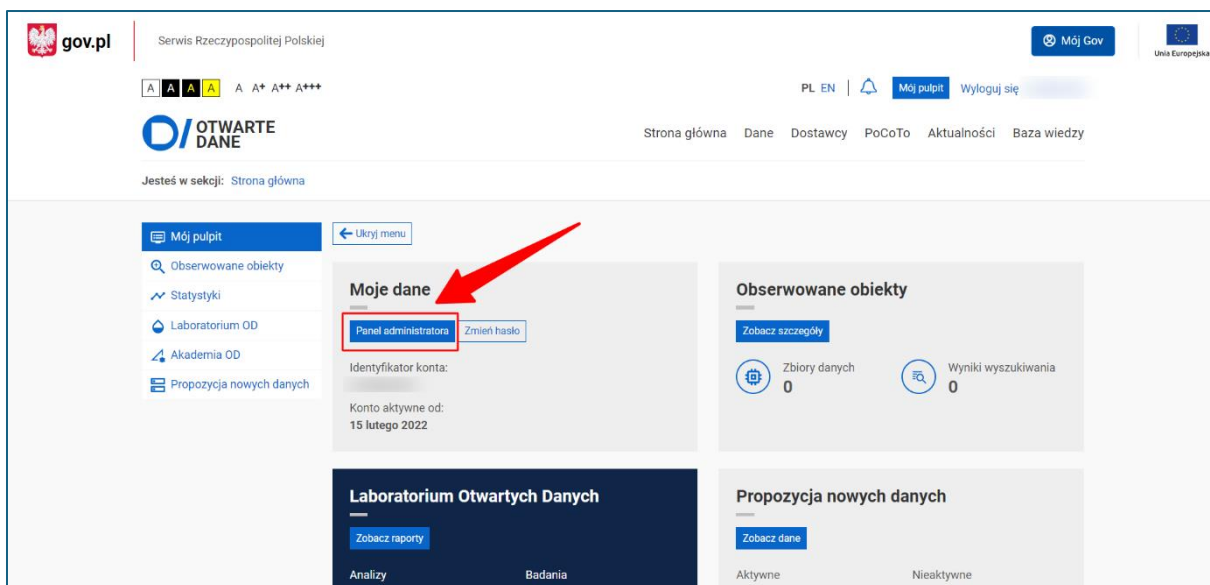 gov.pl
Serwis Rzeczypospolitej Polskiej
Mój Gov
Unia Europejska
A A A A A A+ A++ A+++
PL EN
Mój pulpit
Wyloguj się
OTWARTE
DANE
Strona główna Dane Dostawcy PoCoTo Aktualności Baza wiedzy
Jesteś w sekcji: Strona główna
Mój pulpit
Obserwowane obiekty
Statystyki
Laboratorium OD
Akademia OD
Propozycja nowych danych
Ukryj menu
Moje dane
Panel administratora
Zmień hasło
Identyfikator konta:
Konto aktywne od:
15 lutego 2022
Obserwowane obiekty
Zobacz szczegóły
Zbiory danych
0
Wyniki wyszukiwania
0
Laboratorium Otwartych Danych
Zobacz raporty
Analizy
Badania
Propozycja nowych danych
Zobacz dane
Aktywne
Nieaktywne